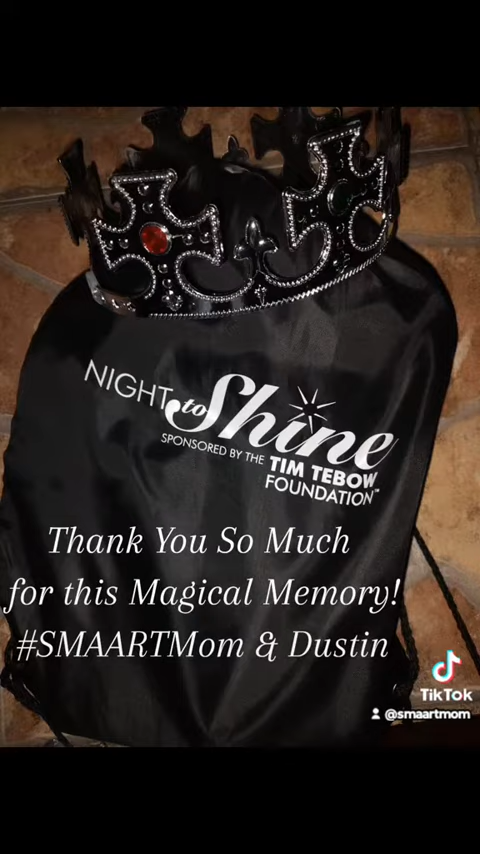 NIGHT to Shine
SPONSORED BY THE TIM TEBOW
FOUNDATION™
Thank You So Much
for this Magical Memory!
#SMAARTMom & Dustin
TikTok
@smaartmom